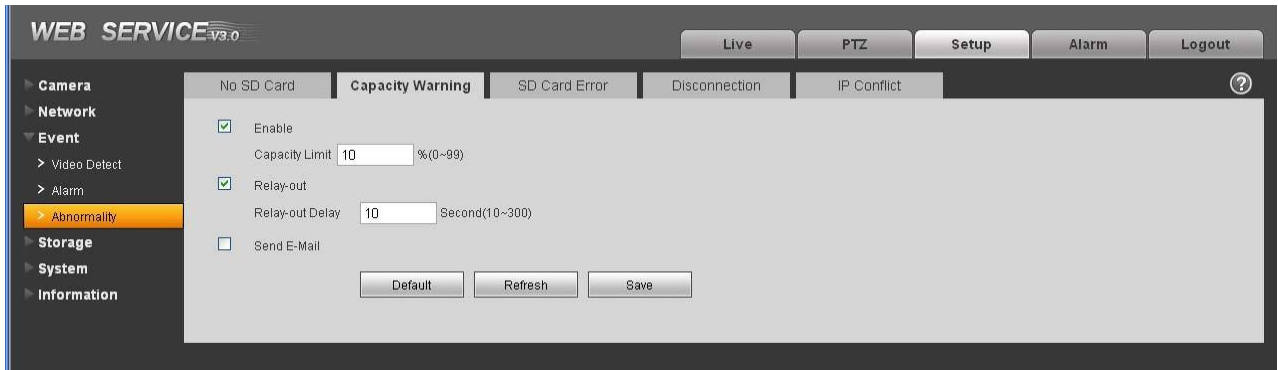 WEB SERVICE V3.0
Live PTZ Setup Alarm Logout
Camera
Network
Event
> Video Detect
> Alarm
> Abnormality
Storage
System
Information
No SD Card Capacity Warning SD Card Error Disconnection IP Conflict ?
Enable
Capacity Limit 10 %(0~99)
Relay-out
Relay-out Delay 10 Second(10~300)
Send E-Mail
Default Refresh Save